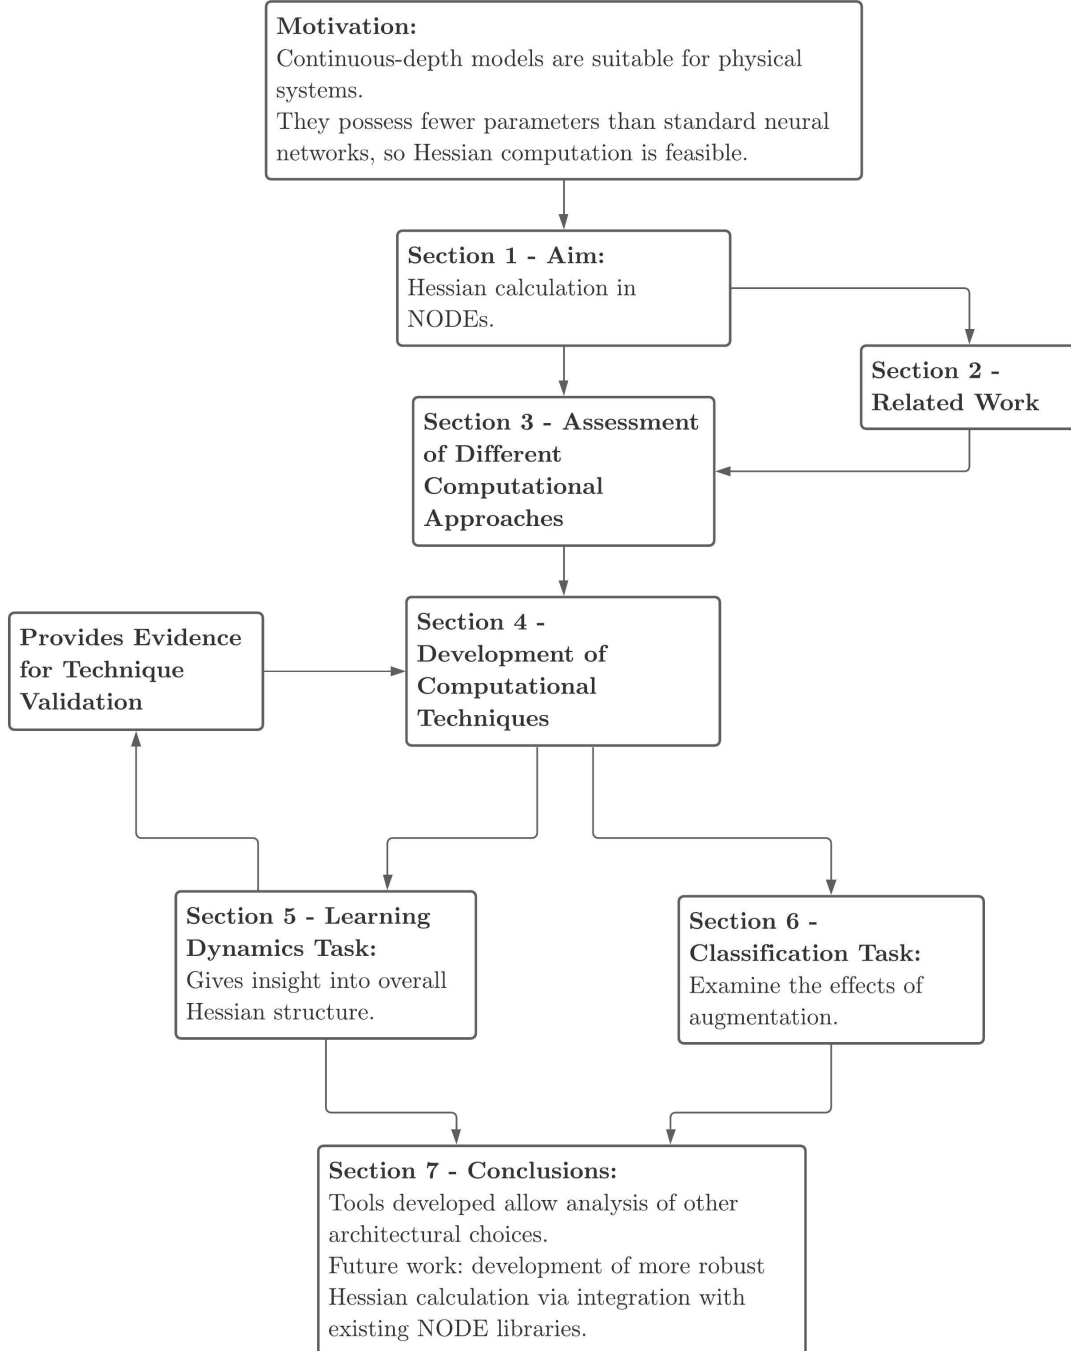 Motivation:
Continuous-depth models are suitable for physical
systems.
They possess fewer parameters than standard neural
networks, so Hessian computation is feasible.
Section 1 - Aim:
Hessian calculation in
NODEs.
Section 2 -
Related Work
Section 3 - Assessment
of Different
Computational
Approaches
Provides Evidence
for Technique
Validation
Section 4 -
Development of
Computational
Techniques
Section 5 - Learning
Dynamics Task:
Gives insight into overall
Hessian structure.
Section 6 -
Classification Task:
Examine the effects of
augmentation.
Section 7 - Conclusions:
Tools developed allow analysis of other
architectural choices.
Future work: development of more robust
Hessian calculation via integration with
existing NODE libraries.